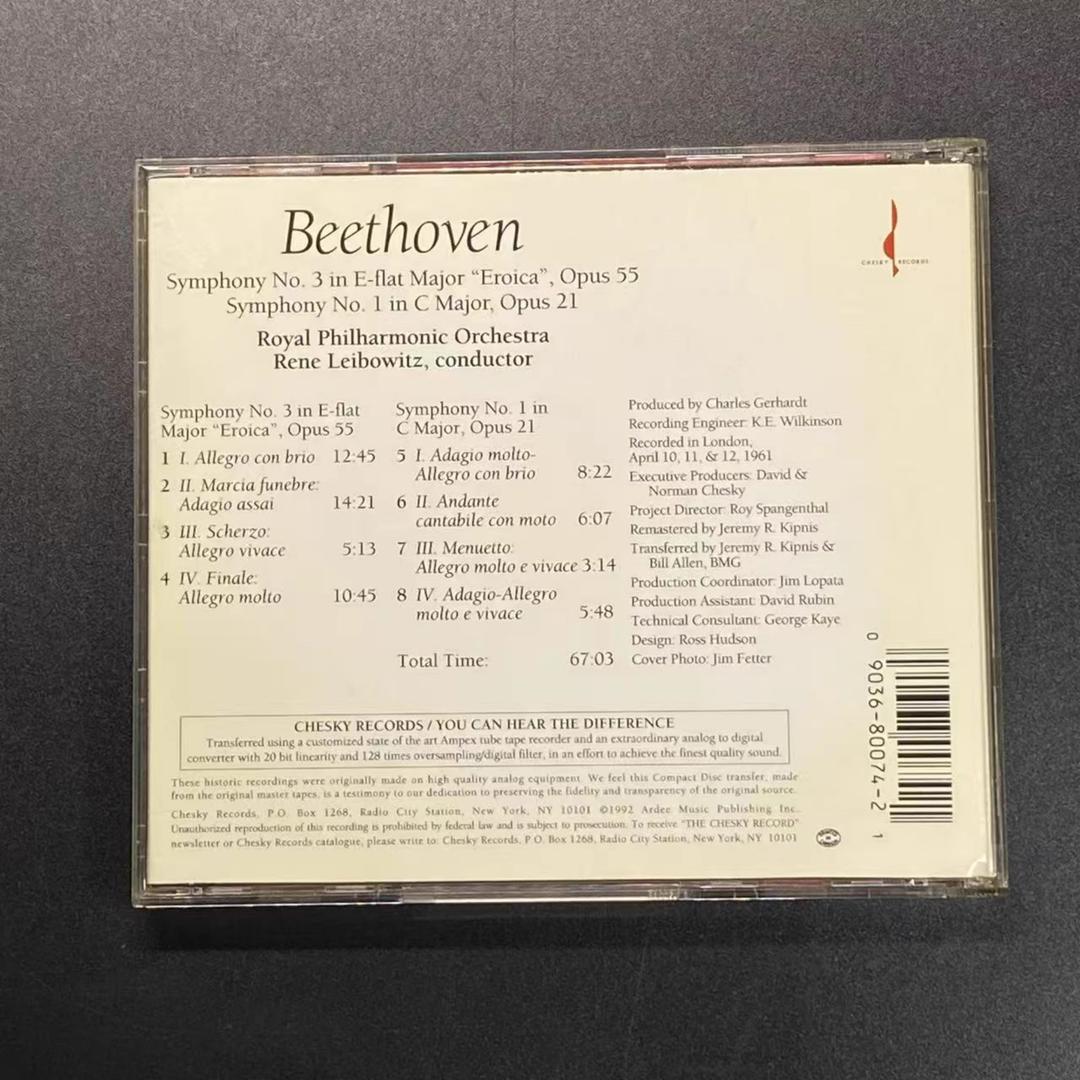 Beethoven
Symphony No. 3 in E-flat Major “Eroica”, Opus 55
Symphony No. 1 in C Major, Opus 21
Royal Philharmonic Orchestra
Rene Leibowitz, conductor
CHESKY RECORDS
Symphony No. 3 in E-flat
Major “Eroica”, Opus 55
1 I. Allegro con brio 12:45
2 II. Marcia funebre:
Adagio assai 14:21
3 III. Scherzo:
Allegro vivace 5:13
4 IV. Finale:
Allegro molto 10:45
Symphony No. 1 in
C Major, Opus 21
5 I. Adagio molto-
Allegro con brio 8:22
6 II. Andante
cantabile con moto 6:07
7 III. Menuetto:
Allegro molto e vivace 3:14
8 IV. Adagio-Allegro
molto e vivace 5:48
Total Time: 67:03
Produced by Charles Gerhardt
Recording Engineer: K.E. Wilkinson
Recorded in London,
April 10, 11, & 12, 1961
Executive Producers: David &
Norman Chesky
Project Director: Roy Spangenthal
Remastered by Jeremy R. Kipnis
Transferred by Jeremy R. Kipnis &
Bill Allen, BMG
Production Coordinator: Jim Lopata
Production Assistant: David Rubin
Technical Consultant: George Kaye
Design: Ross Hudson
Cover Photo: Jim Fetter
0 9036-80074-2 1
CHESKY RECORDS / YOU CAN HEAR THE DIFFERENCE
Transferred using a customized state of the art Ampex tube tape recorder and an extraordinary analog to digital
converter with 20 bit linearity and 128 times oversampling/digital filter, in an effort to achieve the finest quality sound.
These historic recordings were originally made on high quality analog equipment. We feel this Compact Disc transfer, made
from the original master tapes, is a testimony to our dedication to preserving the fidelity and transparency of the original source.
Chesky Records, P.O. Box 1268, Radio City Station, New York, NY 10101 ©1992 Ardee Music Publishing Inc.
Unauthorized reproduction of this recording is prohibited by federal law and is subject to prosecution. To receive "THE CHESKY RECORD"
newsletter or Chesky Records catalogue, please write to: Chesky Records, P.O. Box 1268, Radio City Station, New York, NY 10101